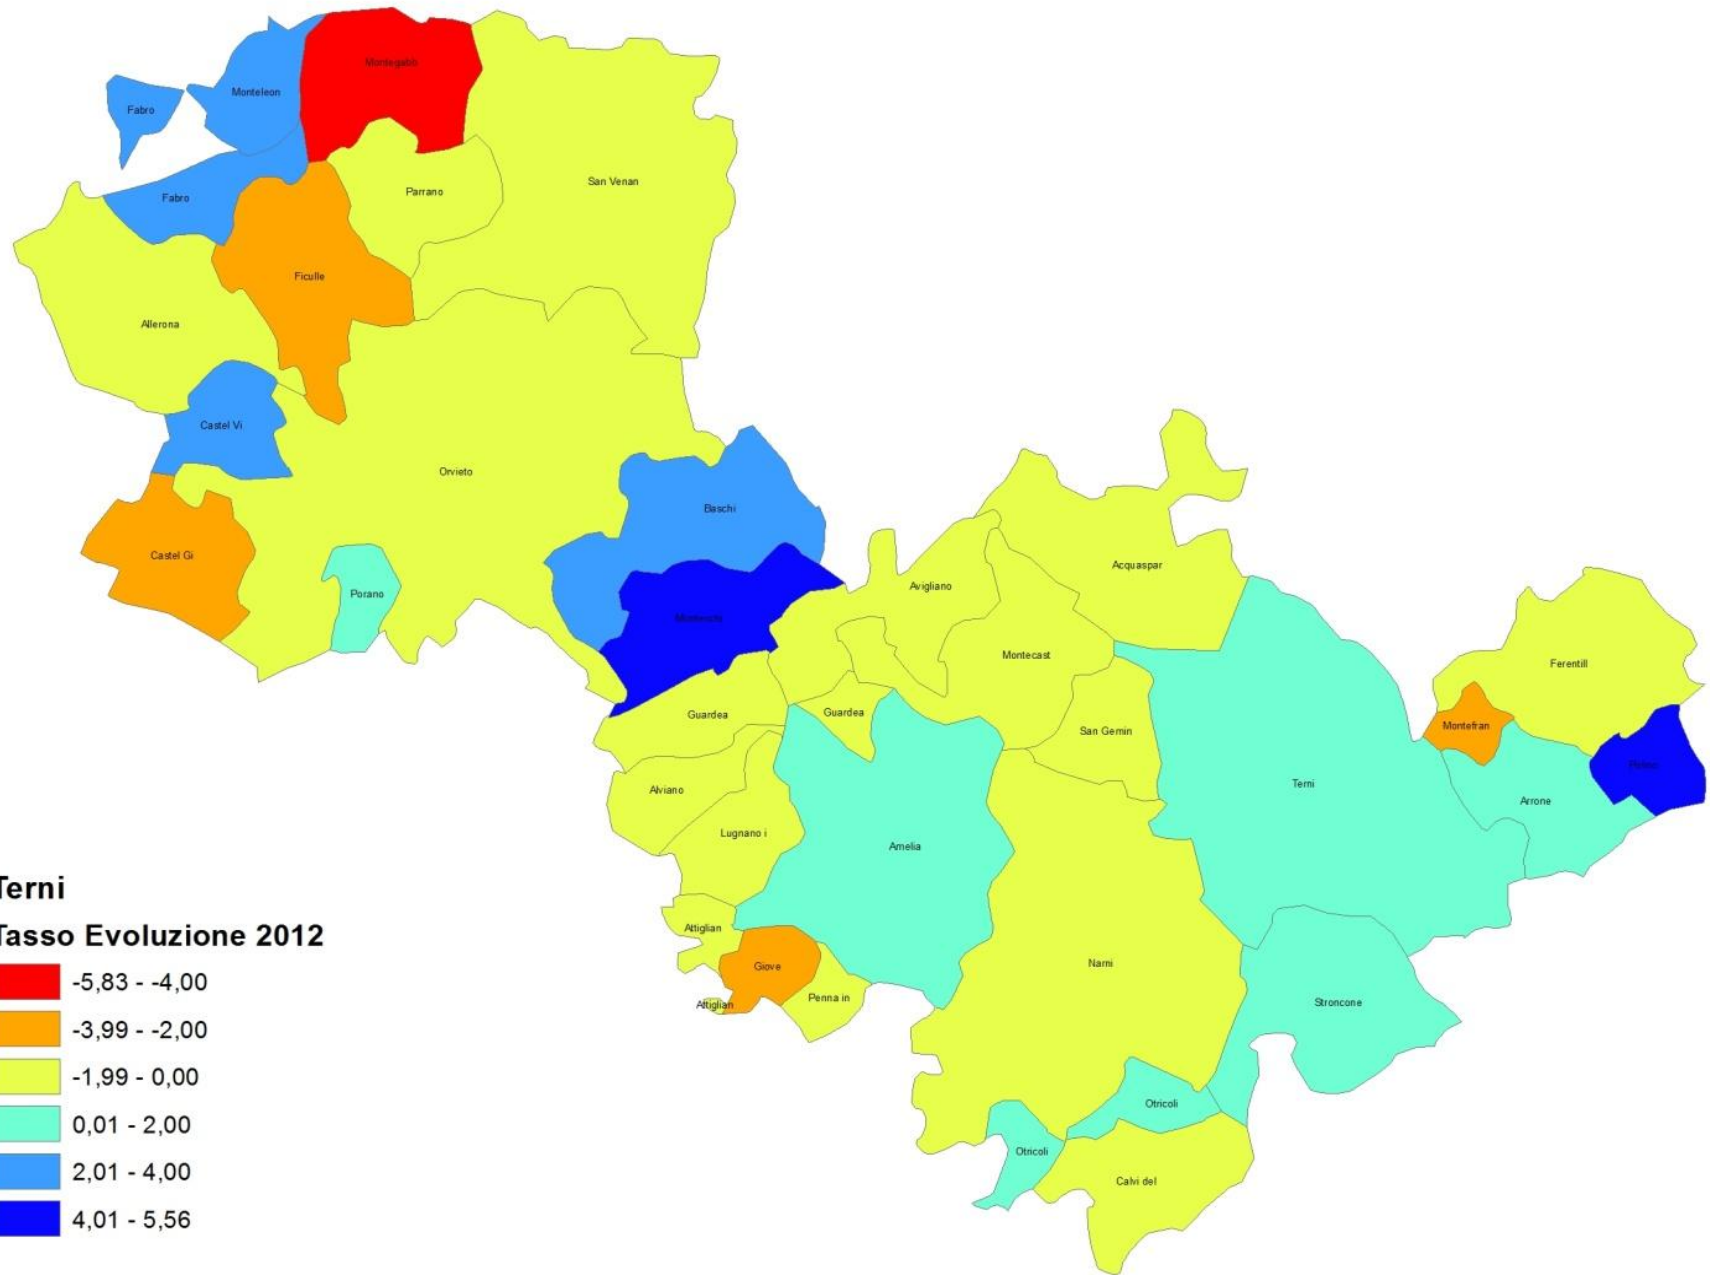 Montegabb
Monteleon
Fabro
San Venan
Parrano
Fabro
Ficulle
Allerona
Castel Vi
Orvieto
Baschi
Castel Gi
Acquaspar
Avigliano
Porano
Montecchi
Montecast
Ferentill
Guardea
Guardea
Montefran
San Gemin
Polino
Terni
Alviano
Arrone
Lugnano i
Amelia
Terni
Attiglian
Tasso Evoluzione 2012
Narni
Giove
-5,83 - -4,00
Penna in
Attiglian
Stroncone
-3,99 - -2,00
-1,99 - 0,00
Otricoli
0,01 - 2,00
Otricoli
2,01 - 4,00
Calvi del
4,01 - 5,56